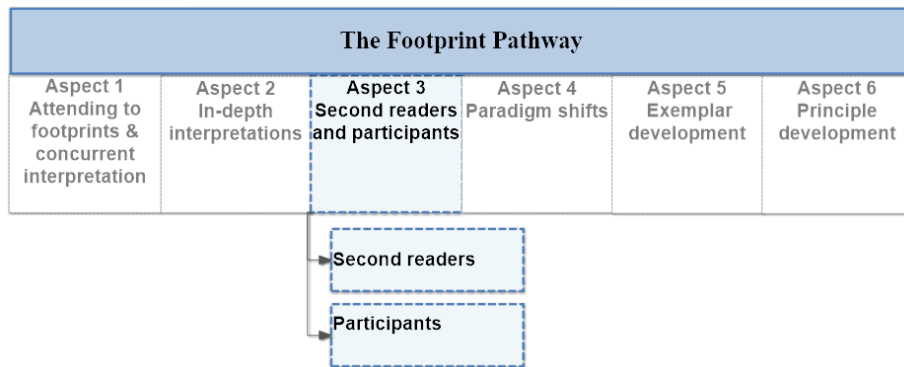 The Footprint Pathway
Aspect 1
Attending to
footprints &
concurrent
interpretation
Aspect 2
In-depth
interpretations
Aspect 3
Second readers
and participants
Aspect 4
Paradigm shifts
Aspect 5
Exemplar
development
Aspect 6
Principle
development
Second readers
Participants